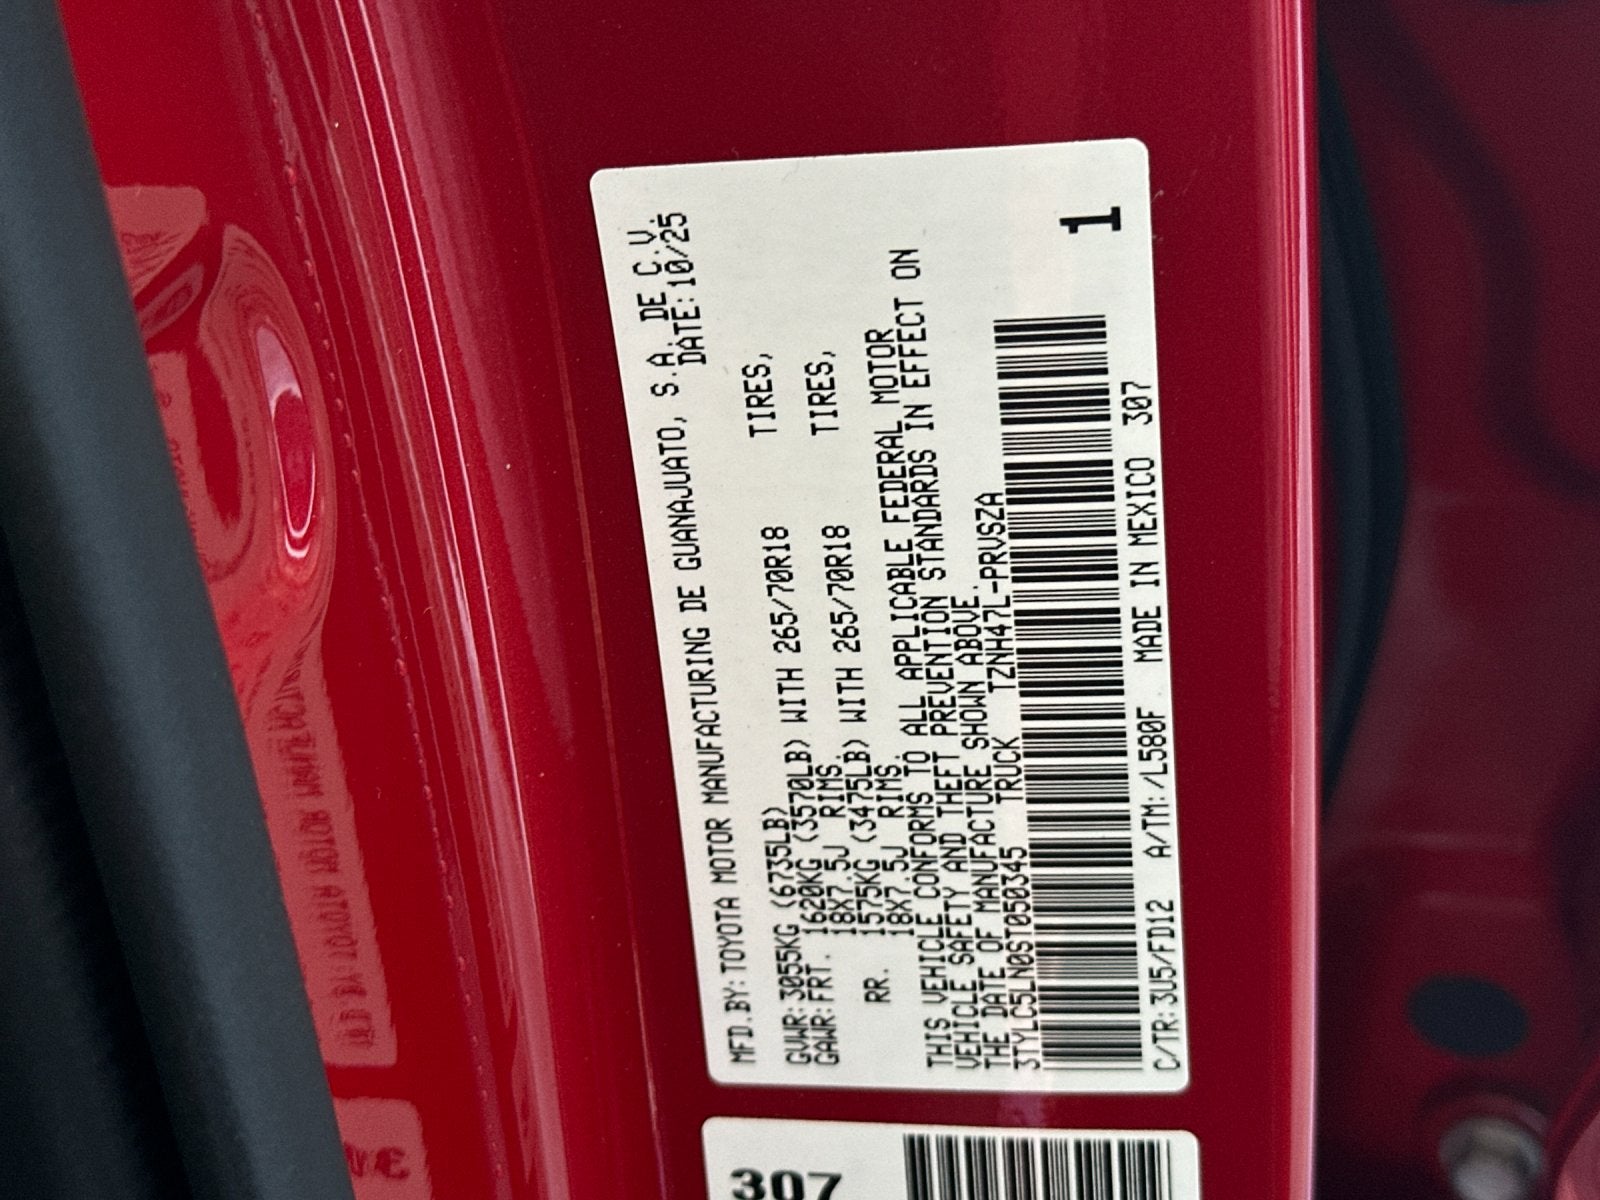 MFD.BY:TOYOTA MOTOR MANUFACTURING DE GUANAJUATO, S.A. DE C.V.
DATE:10/25
GVWR:3055KG (6735LB)
GAWR:FRT. 1620KG (3570LB) WITH 265/70R18 TIRES,
18X7.5J RIMS.
RR. 1575KG (3475LB) WITH 265/70R18 TIRES,
18X7.5J RIMS.
THIS VEHICLE CONFORMS TO ALL APPLICABLE FEDERAL MOTOR
VEHICLE SAFETY AND THEFT PREVENTION STANDARDS IN EFFECT ON
THE DATE OF MANUFACTURE SHOWN ABOVE.
3TYLC5LN0ST050345 TRUCK TZNH47L-PRVSZA
1
C/TR:3U5/FD12 A/TM:/L580F MADE IN MEXICO 307
307